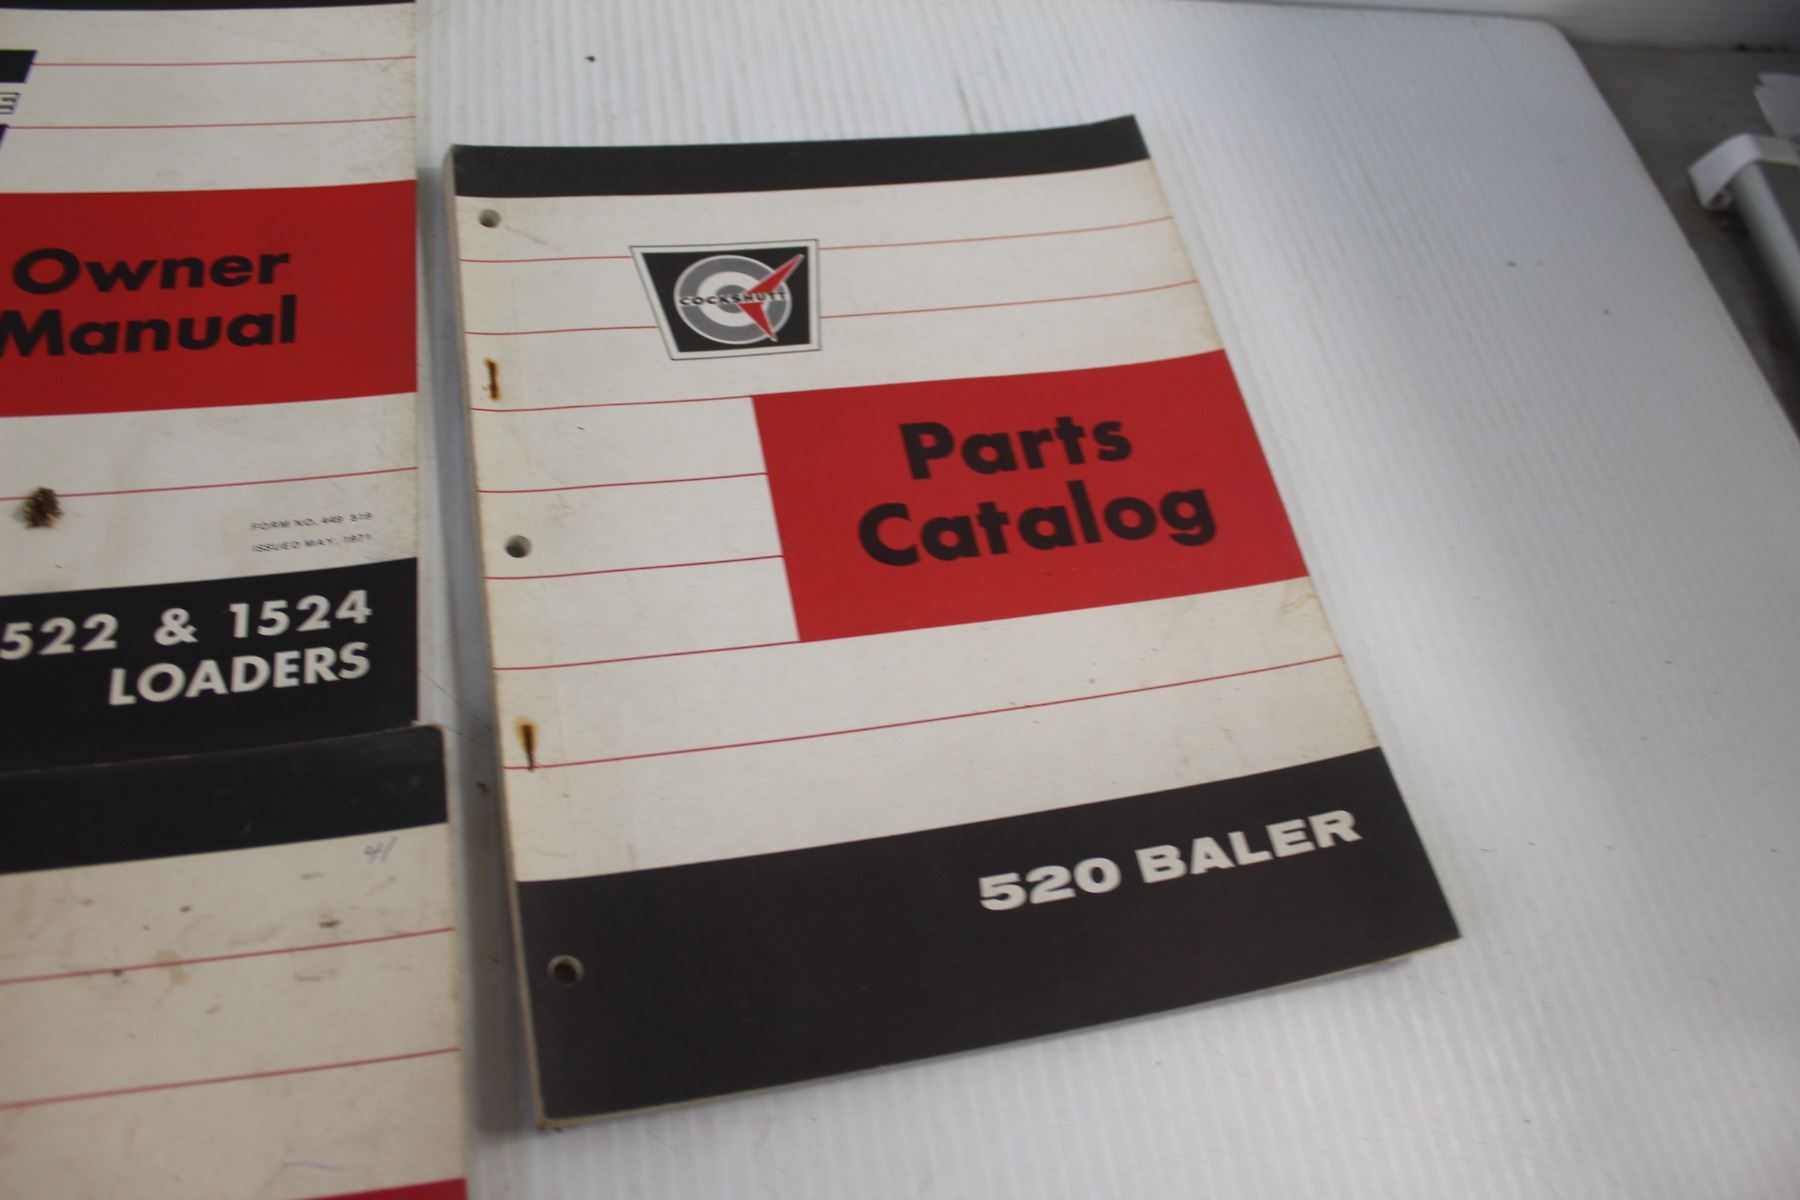 Owner
Manual
FORM NO. 449 519
ISSUED MAY, 1971
522 & 1524
LOADERS
41
COCKSHUTT
Parts
Catalog
520 BALER